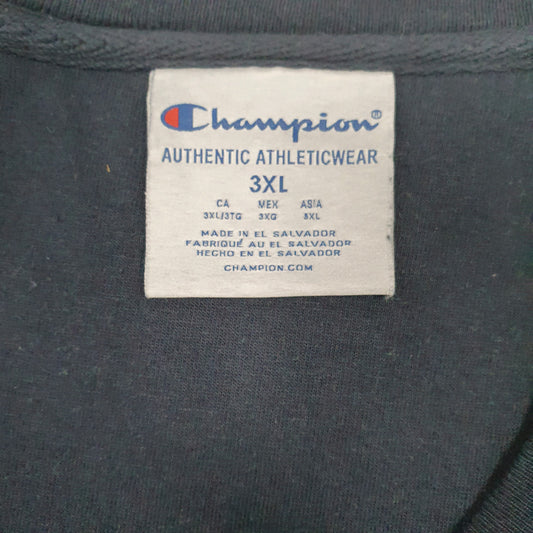 Champion®
AUTHENTIC ATHLETICWEAR
3XL
CA MEX ASIA
3XL/3TG 3XG 8XL
MADE IN EL SALVADOR
FABRIQUÉ AU EL SALVADOR
HECHO EN EL SALVADOR
CHAMPION.COM